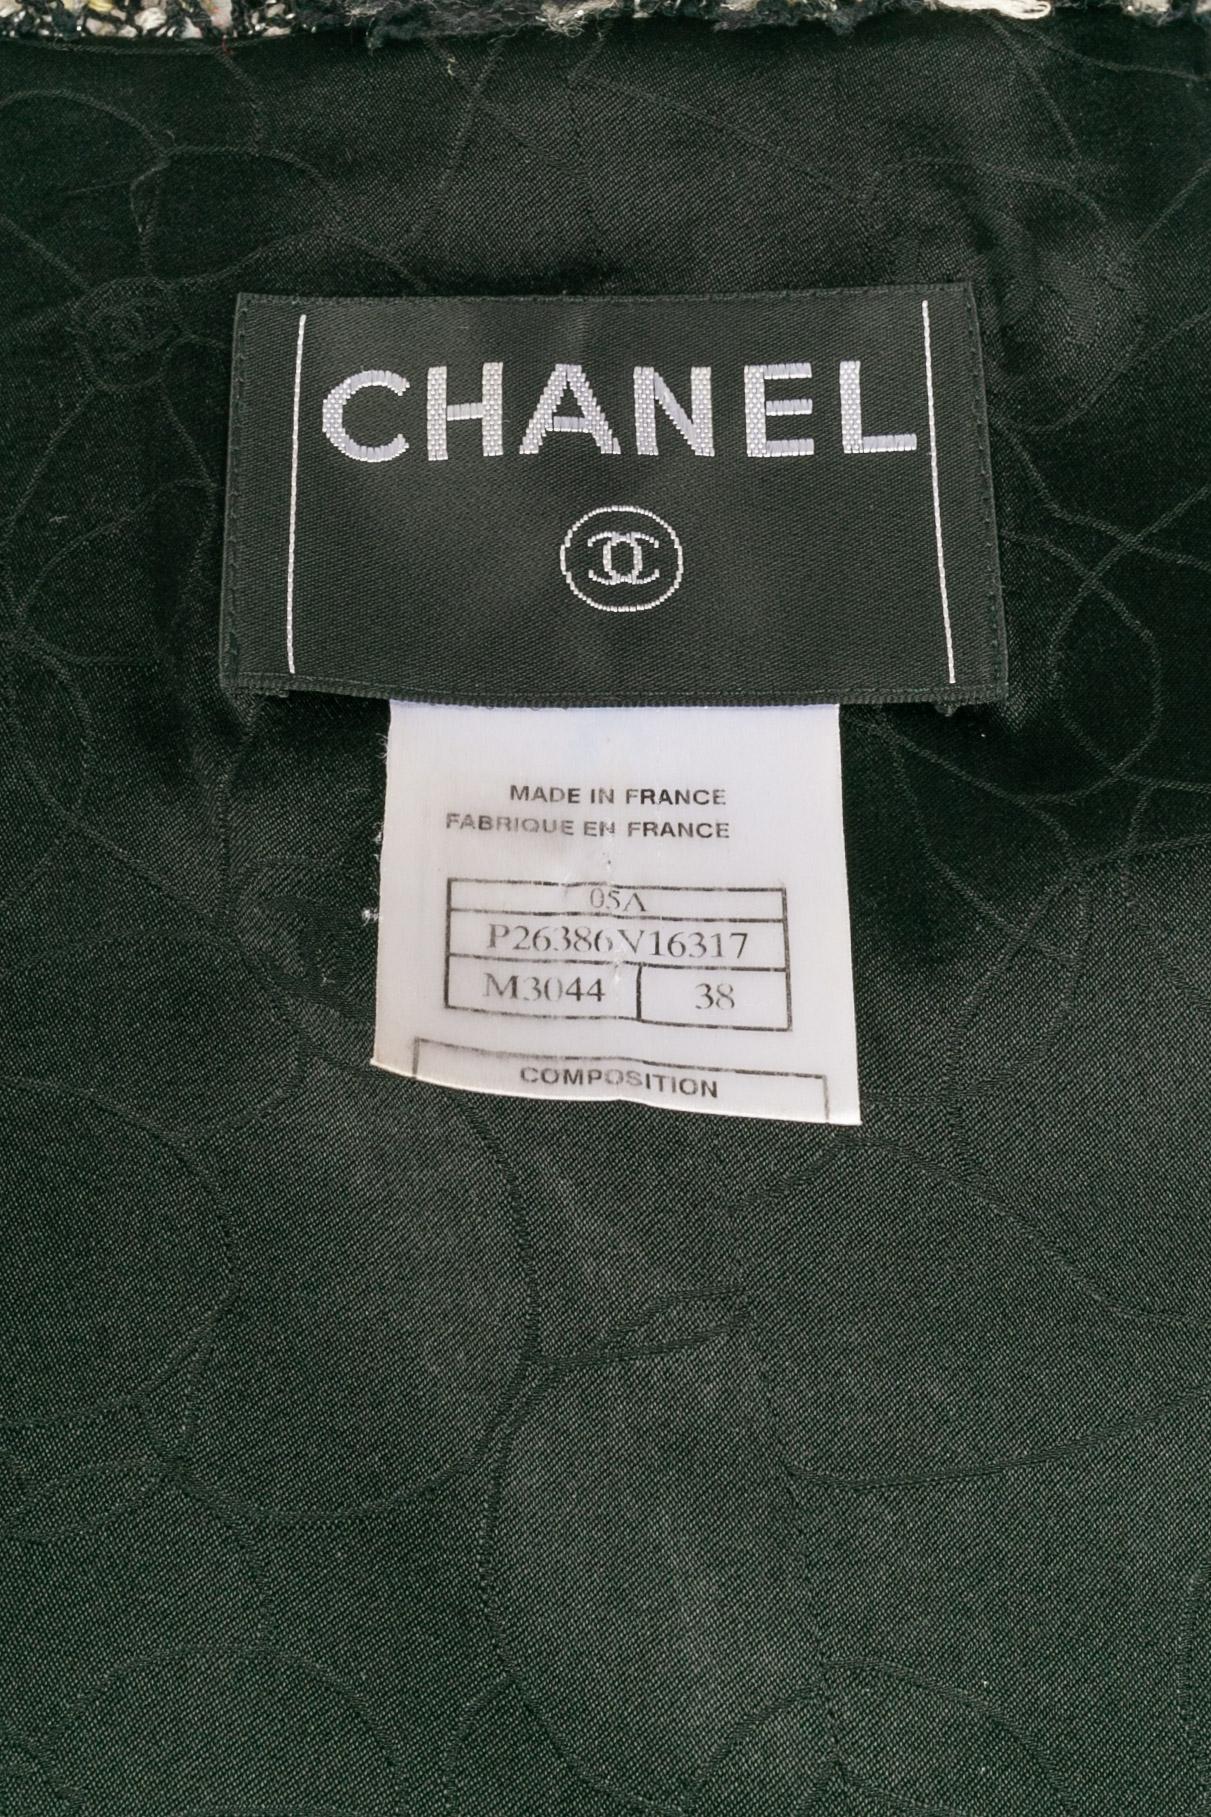 CHANEL
MADE IN FRANCE
FABRIQUE EN FRANCE
05A
P26386V16317
M3044 38
COMPOSITION